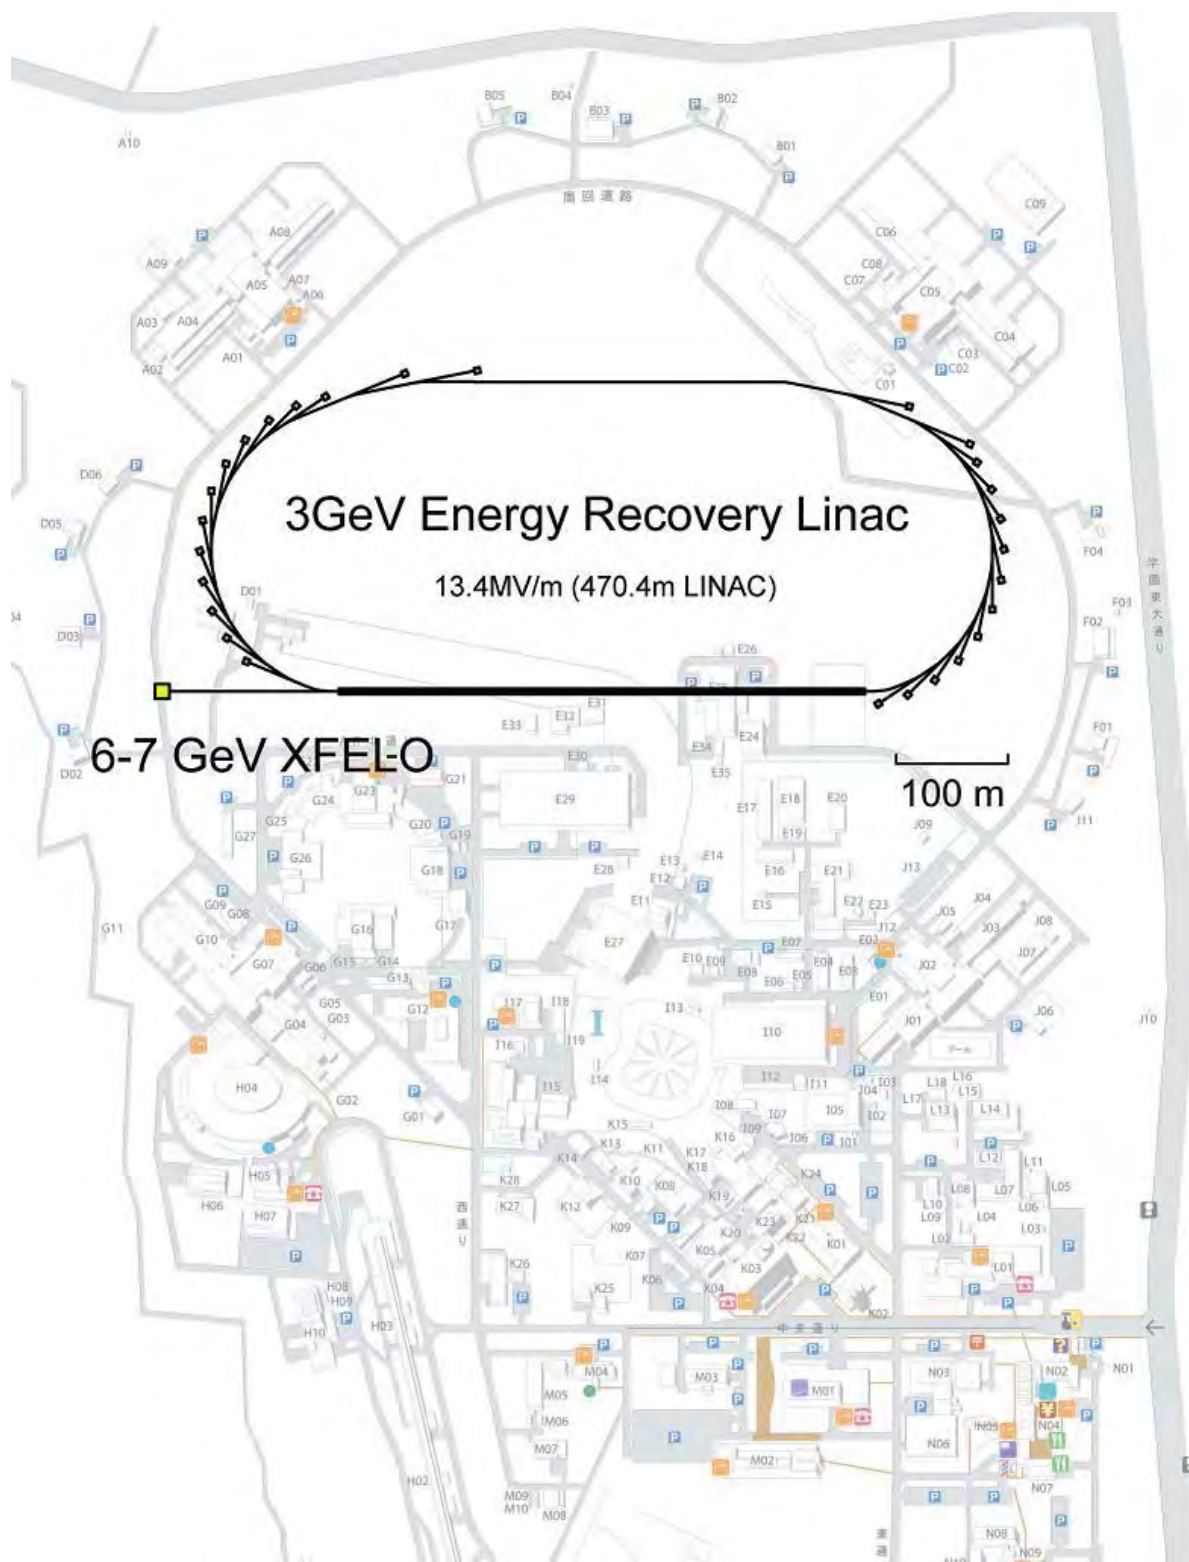 B05
B04
B03
B02
B01
A10
周回道路
C09
A08
C06
A09
C08
A07
A05
C07
C05
A06
A03
A04
C04
A01
C03
A02
C02
C01
D06
3GeV Energy Recovery Linac
D05
F04
13.4MV/m (470.4m LINAC)
学園東大通り
D01
F03
04
D03
F02
E26
E31
E32
E33
F01
E24
E34
6-7 GeV XFEL-O
D02
E30
E35
100 m
G21
G23
G24
E29
E17
E18
E20
G25
G20
J11
G27
G19
E19
J09
G26
G18
E28
E13
E14
E16
E21
J13
E12
G09
G08
E15
E22
E23
J04
J05
J08
G11
G10
G17
E11
J12
J03
G16
E27
E07
E02
J07
G07
G15
G14
E10
E09
E08
E04
E03
J02
G06
G13
E06
E05
G05
I17
I18
I13
E01
G04
G03
G12
I10
J01
J06
J10
I19
プール
I16
H04
I14
I12
I11
I03
L16
I15
I04
L18
L15
G02
G01
I08
I07
I05
I02
L17
L13
L14
K15
I09
I06
I01
K13
K11
K17
K16
K14
K18
L12
L11
H05
K28
K10
K08
K24
L10
L08
L07
L05
H06
K19
H07
K27
K12
K09
K23
K21
L09
L04
L06
西通り
K20
K22
K01
L03
K07
K05
L02
K26
K06
K03
L01
H08
K25
K04
H09
K02
H03
中央通り
H10
M04
M03
N03
N02
N01
M05
M01
M06
N05
N04
M07
N06
M02
H02
N07
M09
M10
M08
東通
N08
N09